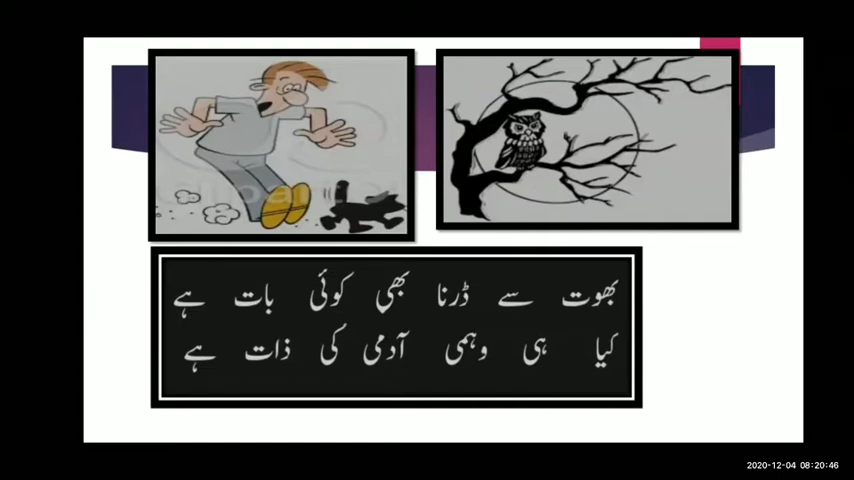 بھوت سے ڈرنا بھی کوئی بات ہے
کیا ہی وہمی آدمی کی ذات ہے
2020-12-04 08:20:46